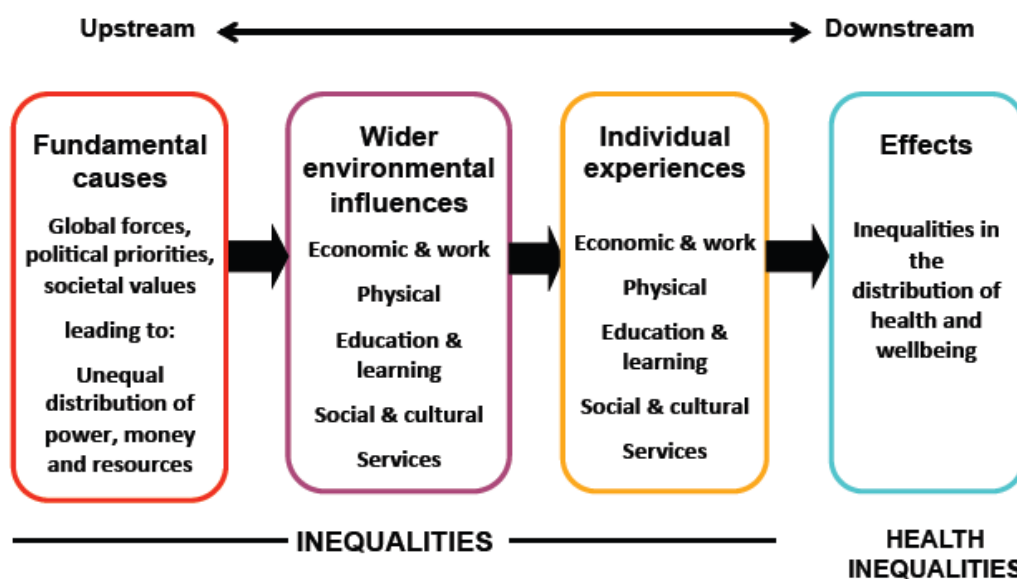 Upstream
Downstream
Fundamental
causes
Global forces,
political priorities,
societal values
leading to:
Unequal
distribution of
power, money
and resources
Wider
environmental
influences
Economic & work
Physical
Education &
learning
Social & cultural
Services
Individual
experiences
Economic & work
Physical
Education &
learning
Social & cultural
Services
Effects
Inequalities in
the
distribution of
health and
wellbeing
INEQUALITIES
HEALTH
INEQUALITIES